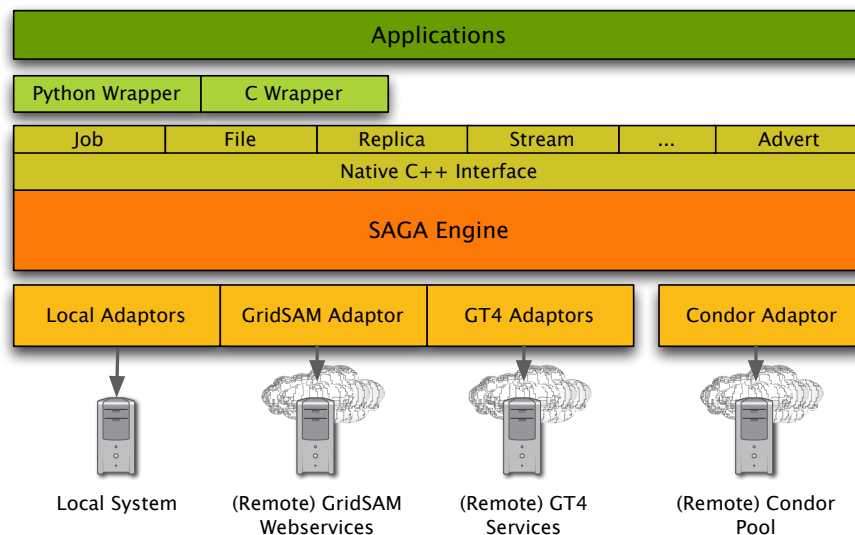 Applications
Python Wrapper
C Wrapper
Job
File
Replica
Stream
...
Advert
Native C++ Interface
SAGA Engine
Local Adaptors
GridSAM Adaptor
GT4 Adaptors
Condor Adaptor
Local System
(Remote) GridSAM
Webservices
(Remote) GT4
Services
(Remote) Condor
Pool